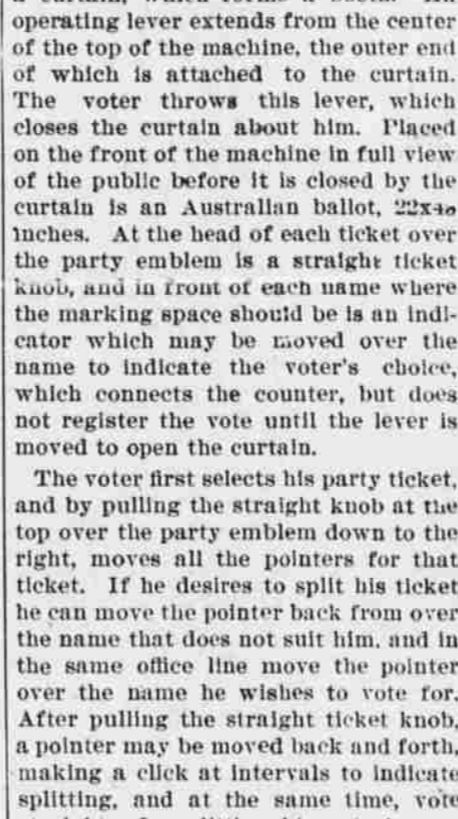 operating lever extends from the center
of the top of the machine, the outer end
of which is attached to the curtain.
The voter throws this lever, which
closes the curtain about him. Placed
on the front of the machine in full view
of the public before it is closed by the
curtain is an Australian ballot,
inches. At the head of each ticket over
the party emblem is a straight ticket
knob, and in front of each name where
the marking space should be is an indi-
cator which may be moved over the
name to indicate the voter's choice,
which connects the counter, but does
not register the vote until the lever is
moved to open the curtain.
The voter first selects his party ticket,
and by pulling the straight knob at the
top over the party emblem down to the
right, moves all the pointers for that
ticket. If he desires to split his ticket
he can move the pointer back from over
the name that does not suit him, and in
the same office line move the pointer
over the name he wishes to vote for.
After pulling the straight ticket knob,
a pointer may be moved back and forth,
making a click at intervals to indicate
splitting, and at the same time, vote